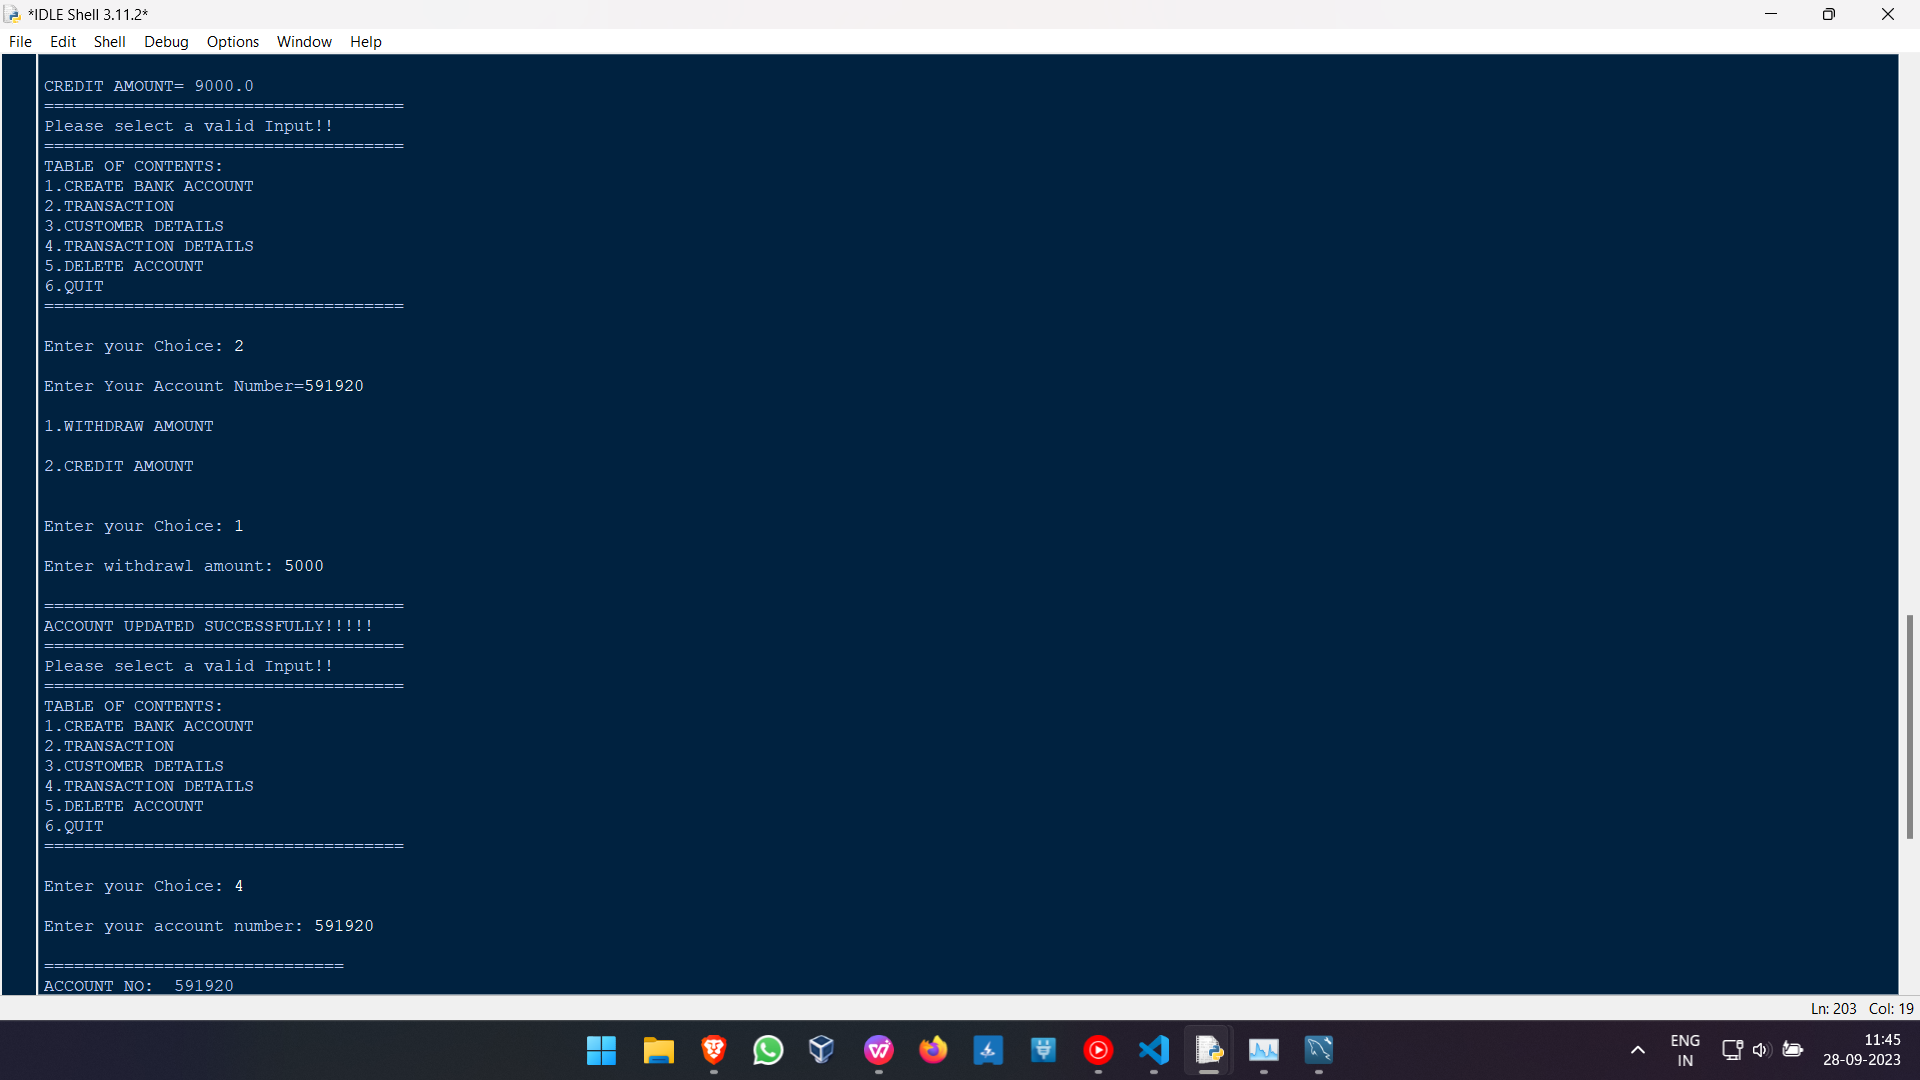 *IDLE Shell 3.11.2*
File Edit Shell Debug Options Window Help
CREDIT AMOUNT= 9000.0
====================================
Please select a valid Input!!
====================================
TABLE OF CONTENTS:
1.CREATE BANK ACCOUNT
2.TRANSACTION
3.CUSTOMER DETAILS
4.TRANSACTION DETAILS
5.DELETE ACCOUNT
6.QUIT
====================================
Enter your Choice: 2
Enter Your Account Number=591920
1.WITHDRAW AMOUNT
2.CREDIT AMOUNT
Enter your Choice: 1
Enter withdrawl amount: 5000
====================================
ACCOUNT UPDATED SUCCESSFULLY!!!!!
====================================
Please select a valid Input!!
====================================
TABLE OF CONTENTS:
1.CREATE BANK ACCOUNT
2.TRANSACTION
3.CUSTOMER DETAILS
4.TRANSACTION DETAILS
5.DELETE ACCOUNT
6.QUIT
====================================
Enter your Choice: 4
Enter your account number: 591920
==============================
ACCOUNT NO:  591920
Ln: 203 Col: 19
ENG
IN
11:45
28-09-2023